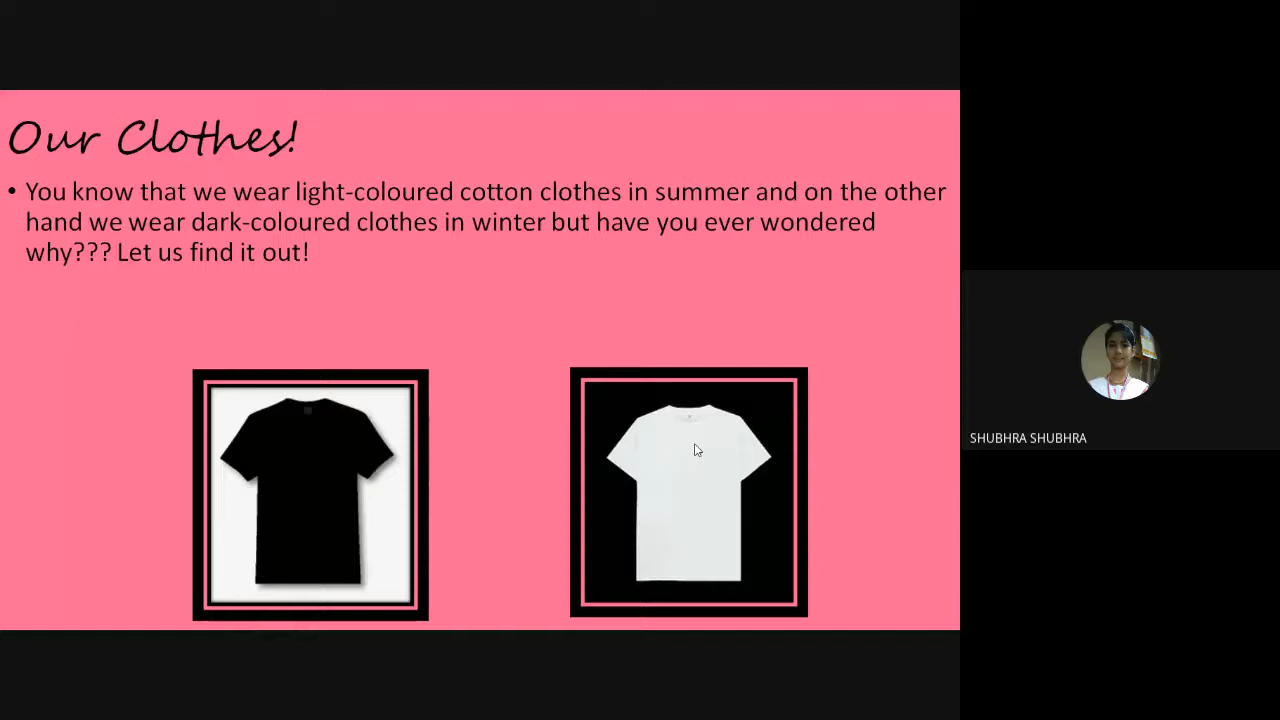 Our Clothes!
• You know that we wear light-coloured cotton clothes in summer and on the other
hand we wear dark-coloured clothes in winter but have you ever wondered
why??? Let us find it out!
SHUBHRA SHUBHRA